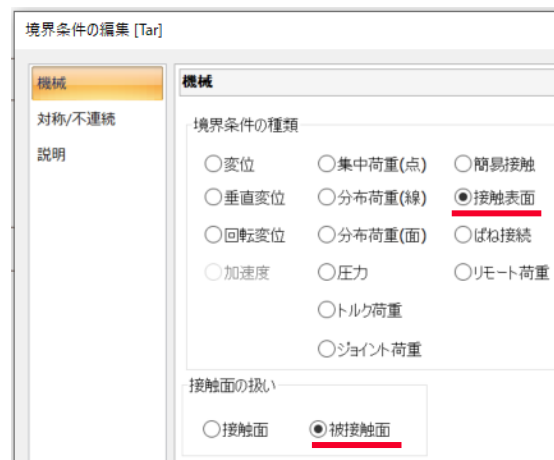 境界条件の編集 [Tar]
機械
対称/不連続
説明
機械
境界条件の種類
変位 集中荷重(点) 簡易接触
垂直変位 分布荷重(線) 接触表面
回転変位 分布荷重(面) ばね接続
加速度 圧力 リモート荷重
トルク荷重
ジョイント荷重
接触面の扱い
接触面 被接触面